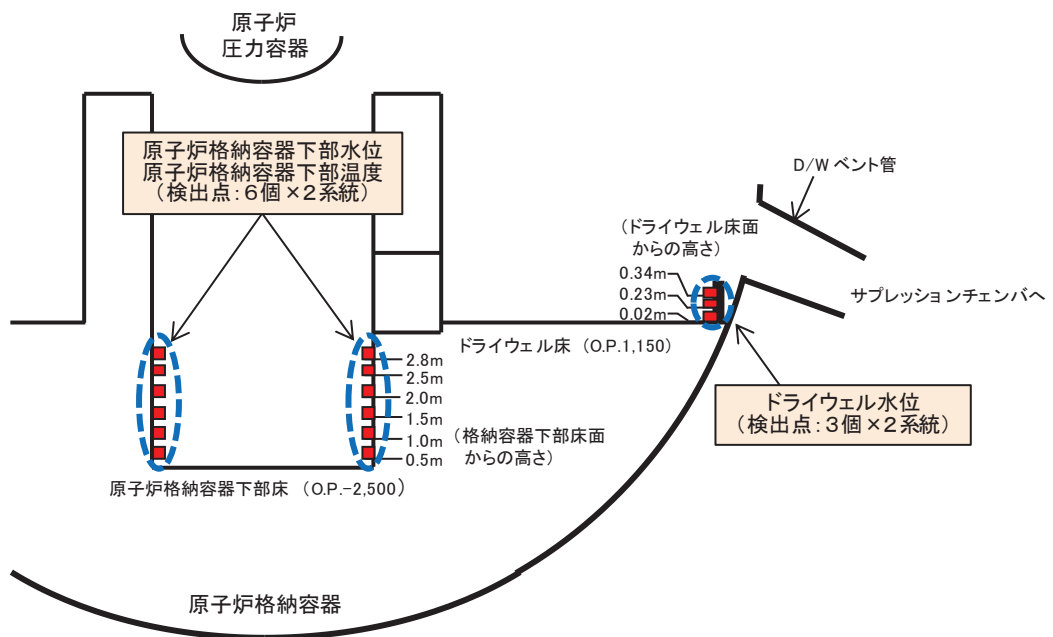 原子炉
圧力容器
原子炉格納容器下部水位
原子炉格納容器下部温度
（検出点：６個×２系統）
D/W ベント管
（ドライウェル床面
からの高さ）
0.34m
0.23m
0.02m
サプレッションチェンバへ
ドライウェル床 （O.P.1,150）
2.8m
2.5m
2.0m
1.5m
1.0m
0.5m
（格納容器下部床面
からの高さ）
ドライウェル水位
（検出点：３個×２系統）
原子炉格納容器下部床 （O.P.-2,500）
原子炉格納容器